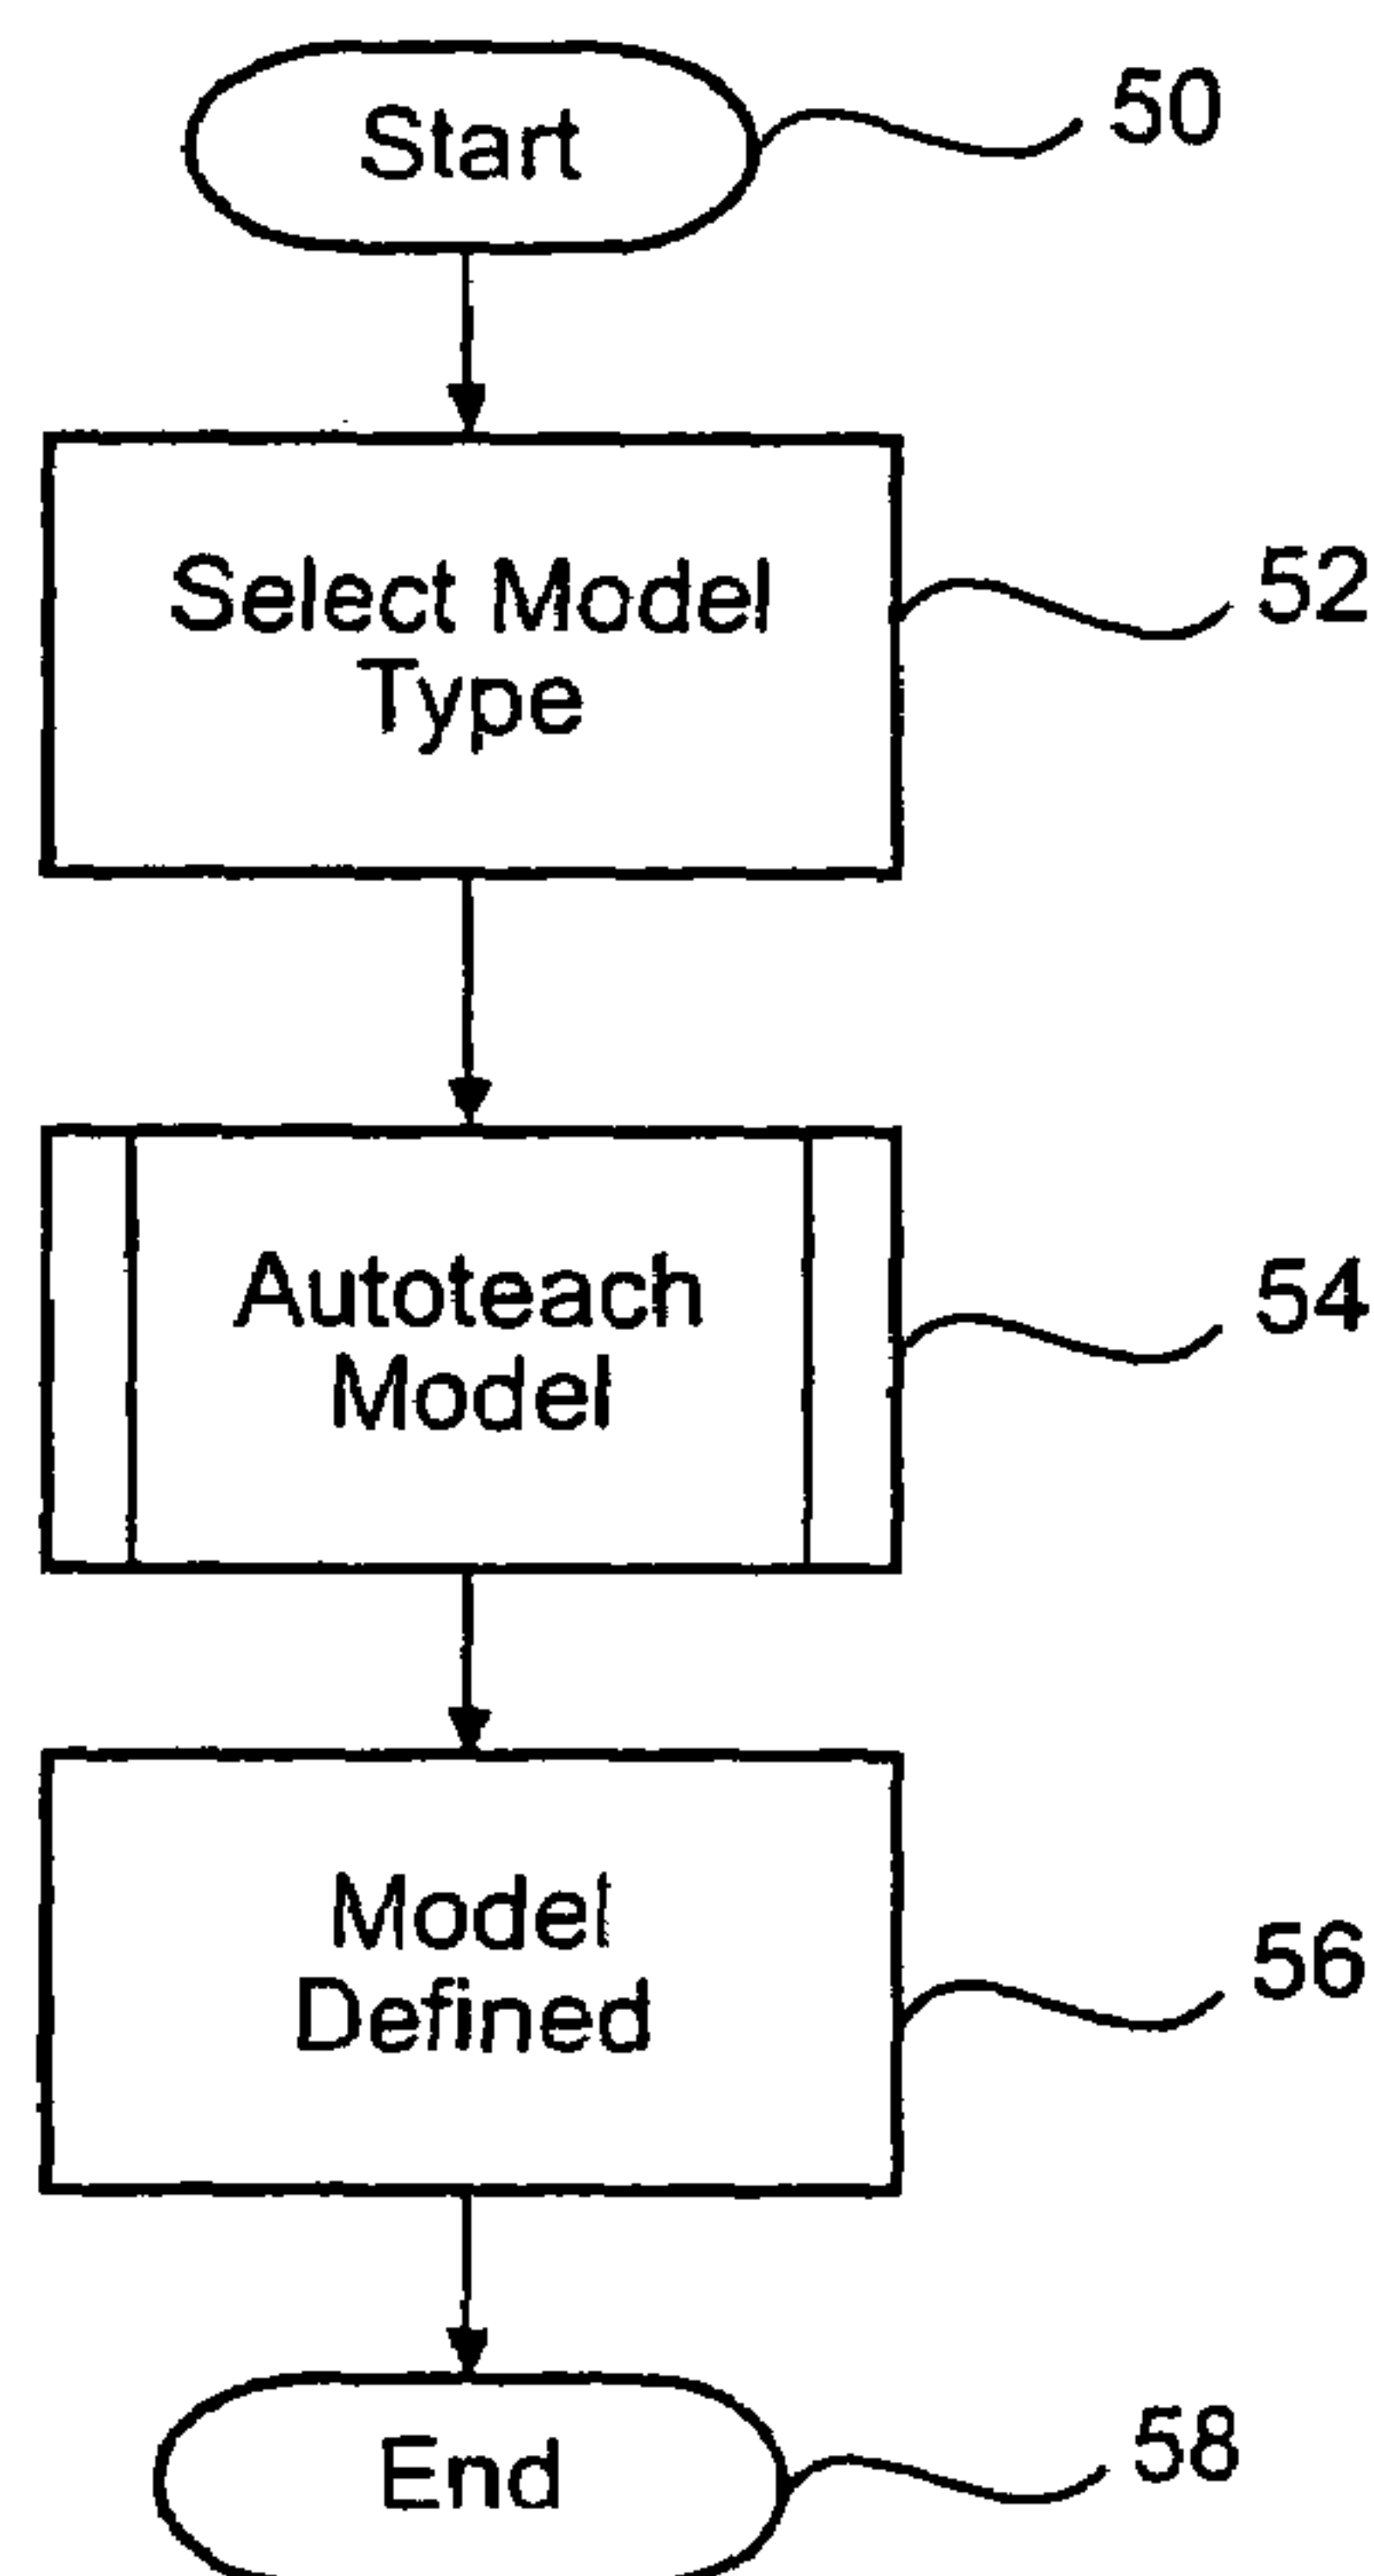 Start
50
Select Model
Type
52
Autoteach
Model
54
Model
Defined
56
End
58